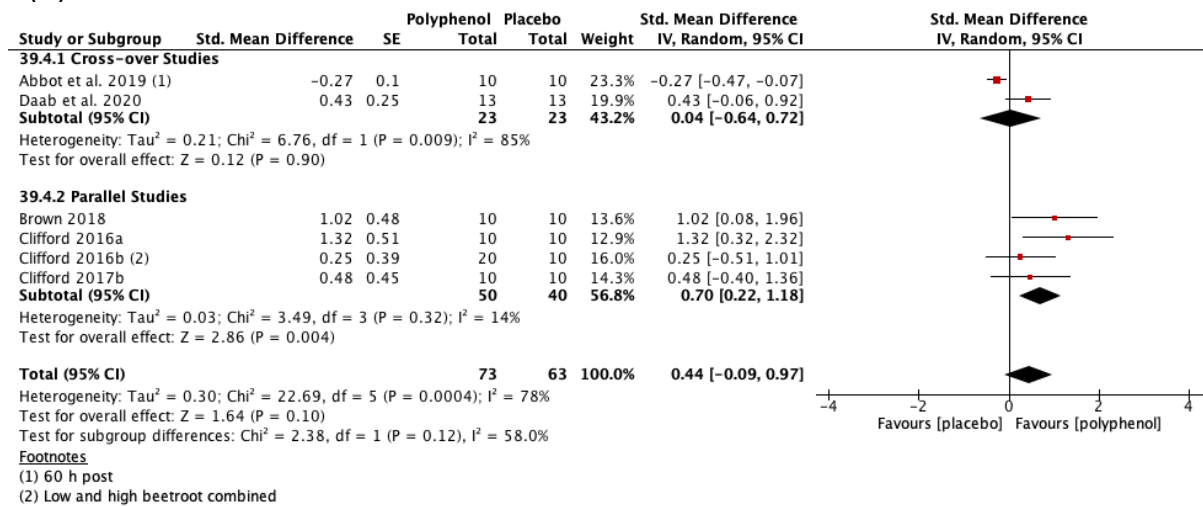 Polyphenol Placebo Std. Mean Difference Std. Mean Difference
Study or Subgroup Std. Mean Difference SE Total Total Weight IV, Random, 95% CI IV, Random, 95% CI
39.4.1 Cross-over Studies
Abbot et al. 2019 (1) −0.27 0.1 10 10 23.3% −0.27 [−0.47, −0.07]
Daab et al. 2020 0.43 0.25 13 13 19.9% 0.43 [−0.06, 0.92]
Subtotal (95% CI) 23 23 43.2% 0.04 [−0.64, 0.72]
Heterogeneity: Tau² = 0.21; Chi² = 6.76, df = 1 (P = 0.009); I² = 85%
Test for overall effect: Z = 0.12 (P = 0.90)
39.4.2 Parallel Studies
Brown 2018 1.02 0.48 10 10 13.6% 1.02 [0.08, 1.96]
Clifford 2016a 1.32 0.51 10 10 12.9% 1.32 [0.32, 2.32]
Clifford 2016b (2) 0.25 0.39 20 10 16.0% 0.25 [−0.51, 1.01]
Clifford 2017b 0.48 0.45 10 10 14.3% 0.48 [−0.40, 1.36]
Subtotal (95% CI) 50 40 56.8% 0.70 [0.22, 1.18]
Heterogeneity: Tau² = 0.03; Chi² = 3.49, df = 3 (P = 0.32); I² = 14%
Test for overall effect: Z = 2.86 (P = 0.004)
Total (95% CI) 73 63 100.0% 0.44 [−0.09, 0.97]
Heterogeneity: Tau² = 0.30; Chi² = 22.69, df = 5 (P = 0.0004); I² = 78%
Test for overall effect: Z = 1.64 (P = 0.10)
Test for subgroup differences: Chi² = 2.38, df = 1 (P = 0.12), I² = 58.0%
−4 −2 0 2 4
Favours [placebo] Favours [polyphenol]
Footnotes
(1) 60 h post
(2) Low and high beetroot combined